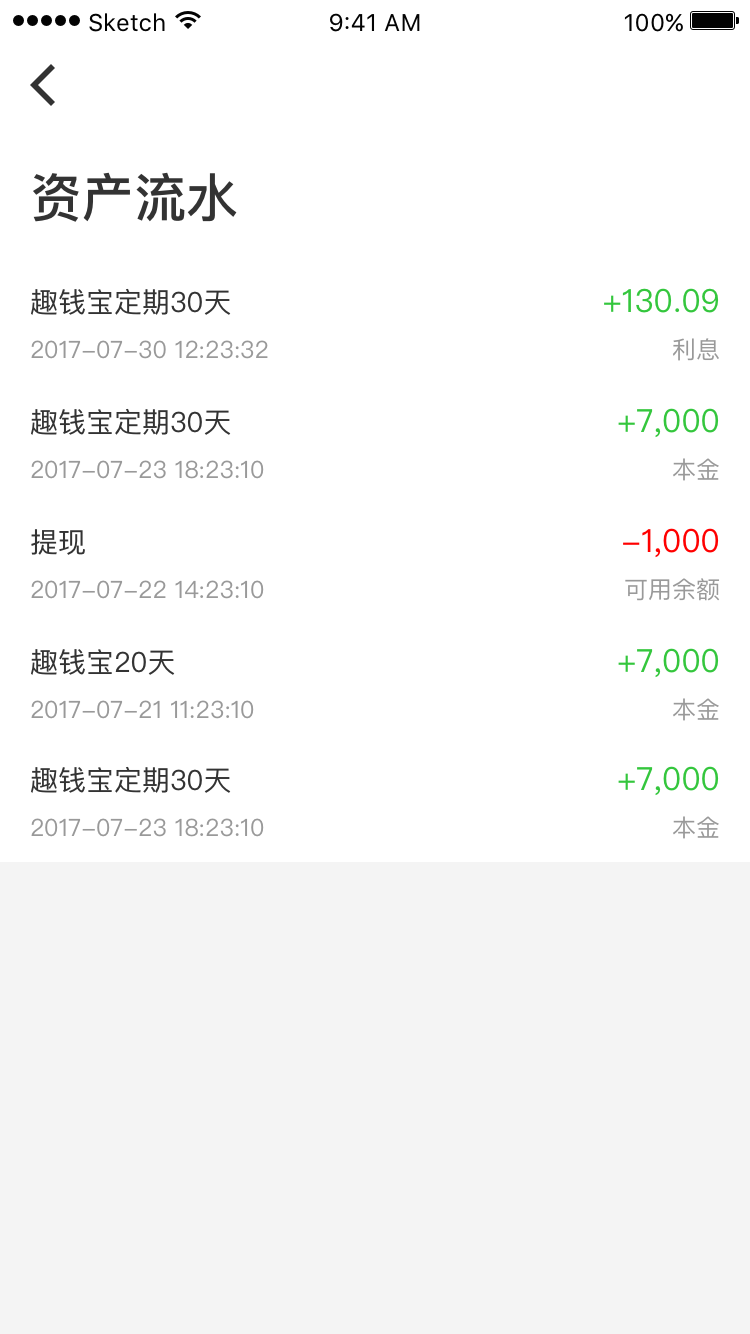 Sketch 9:41 AM 100%
资产流水
趣钱宝定期30天 +130.09
2017-07-30 12:23:32 利息
趣钱宝定期30天 +7,000
2017-07-23 18:23:10 本金
提现 -1,000
2017-07-22 14:23:10 可用余额
趣钱宝20天 +7,000
2017-07-21 11:23:10 本金
趣钱宝定期30天 +7,000
2017-07-23 18:23:10 本金